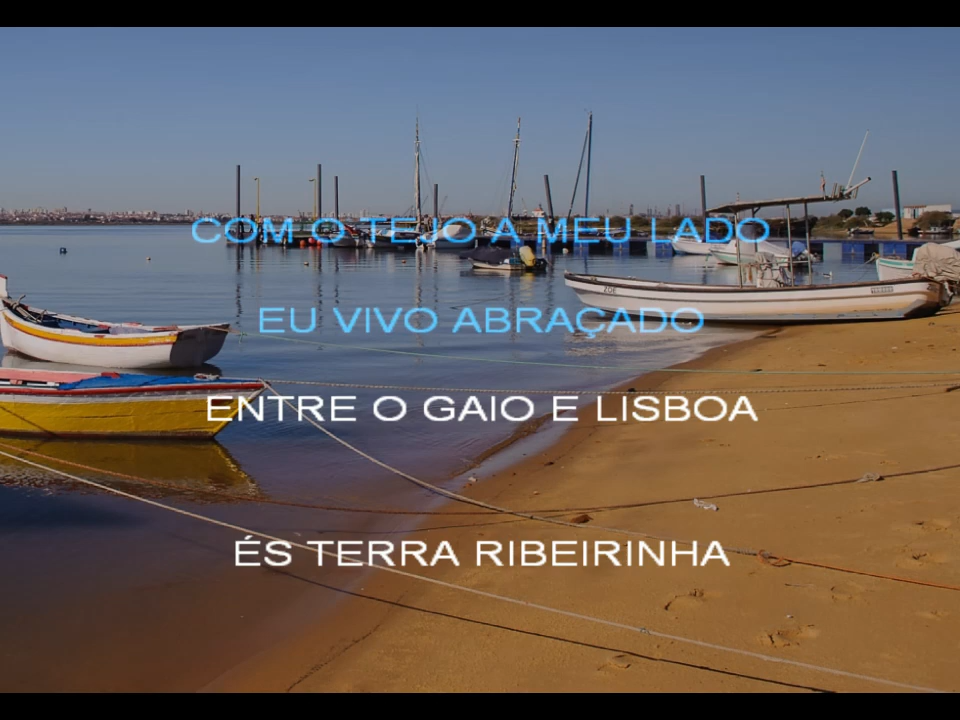 COM O TEJO A MEU LADO
EU VIVO ABRAÇADO
ENTRE O GAIO E LISBOA
ÉS TERRA RIBEIRINHA